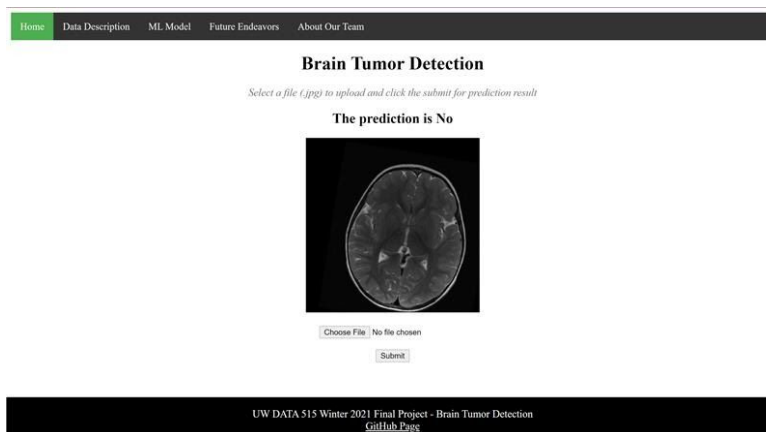 Home Data Description ML Model Future Endeavors About Our Team
Brain Tumor Detection
Select a file (.jpg) to upload and click the submit for prediction result
The prediction is No
Choose File No file chosen
Submit
UW DATA 515 Winter 2021 Final Project - Brain Tumor Detection
GitHub Page